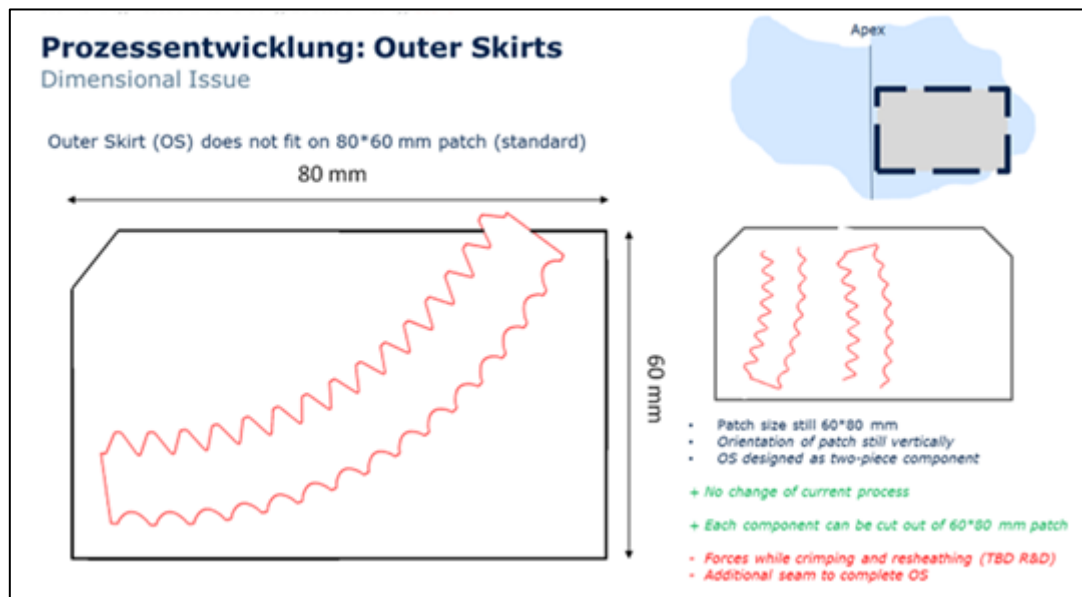 Prozessentwicklung: Outer Skirts
Dimensional Issue
Apex
Outer Skirt (OS) does not fit on 80*60 mm patch (standard)
80 mm
60 mm
• Patch size still 60*80 mm
• Orientation of patch still vertically
• OS designed as two-piece component
+ No change of current process
+ Each component can be cut out of 60*80 mm patch
- Forces while crimping and resheathing (TBD R&D)
- Additional seam to complete OS